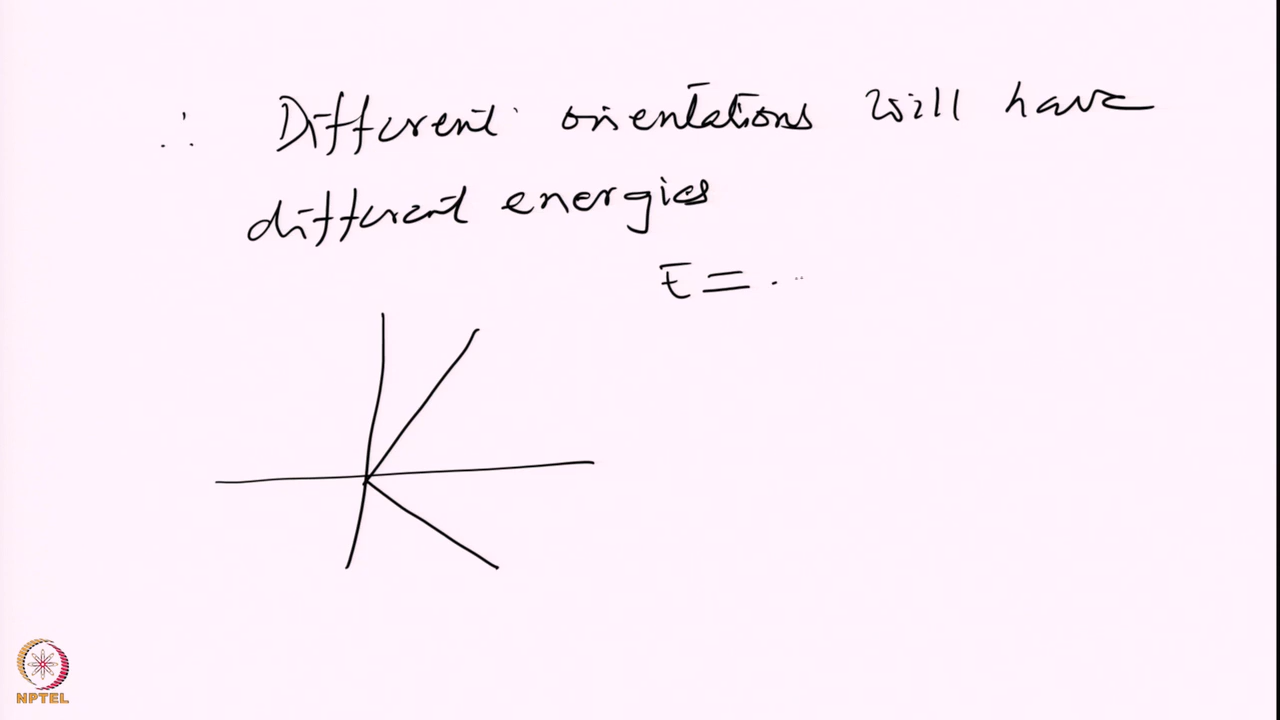 ∴ Different orientations will have
different energies
E = ...
NPTEL